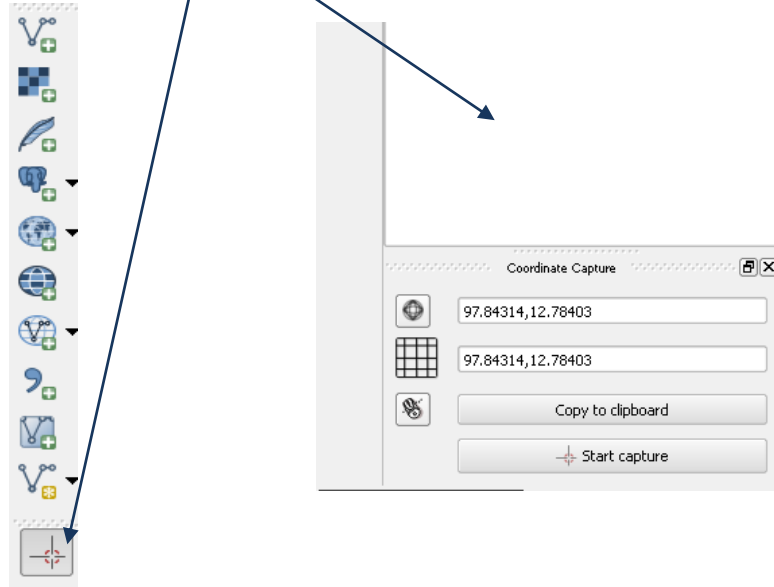 Coordinate Capture
97.84314,12.78403
97.84314,12.78403
Copy to clipboard
Start capture